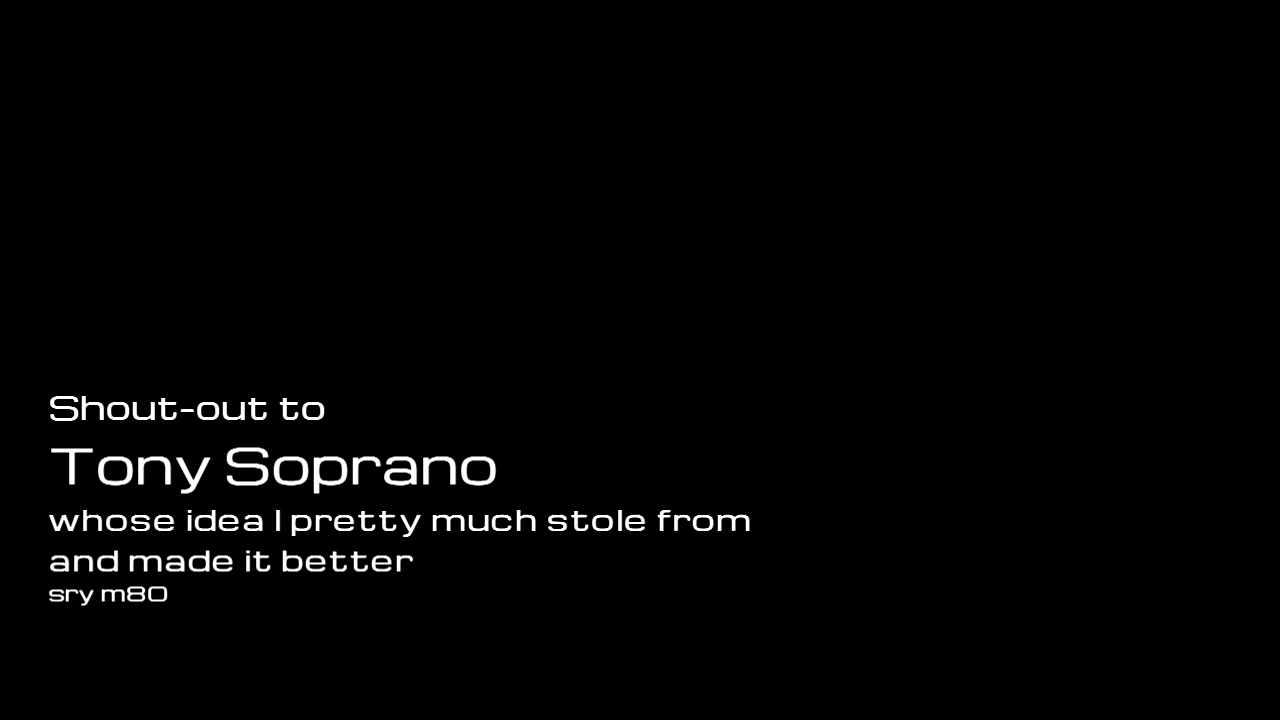 Shout-out to
Tony Soprano
whose idea I pretty much stole from
and made it better
sry m80